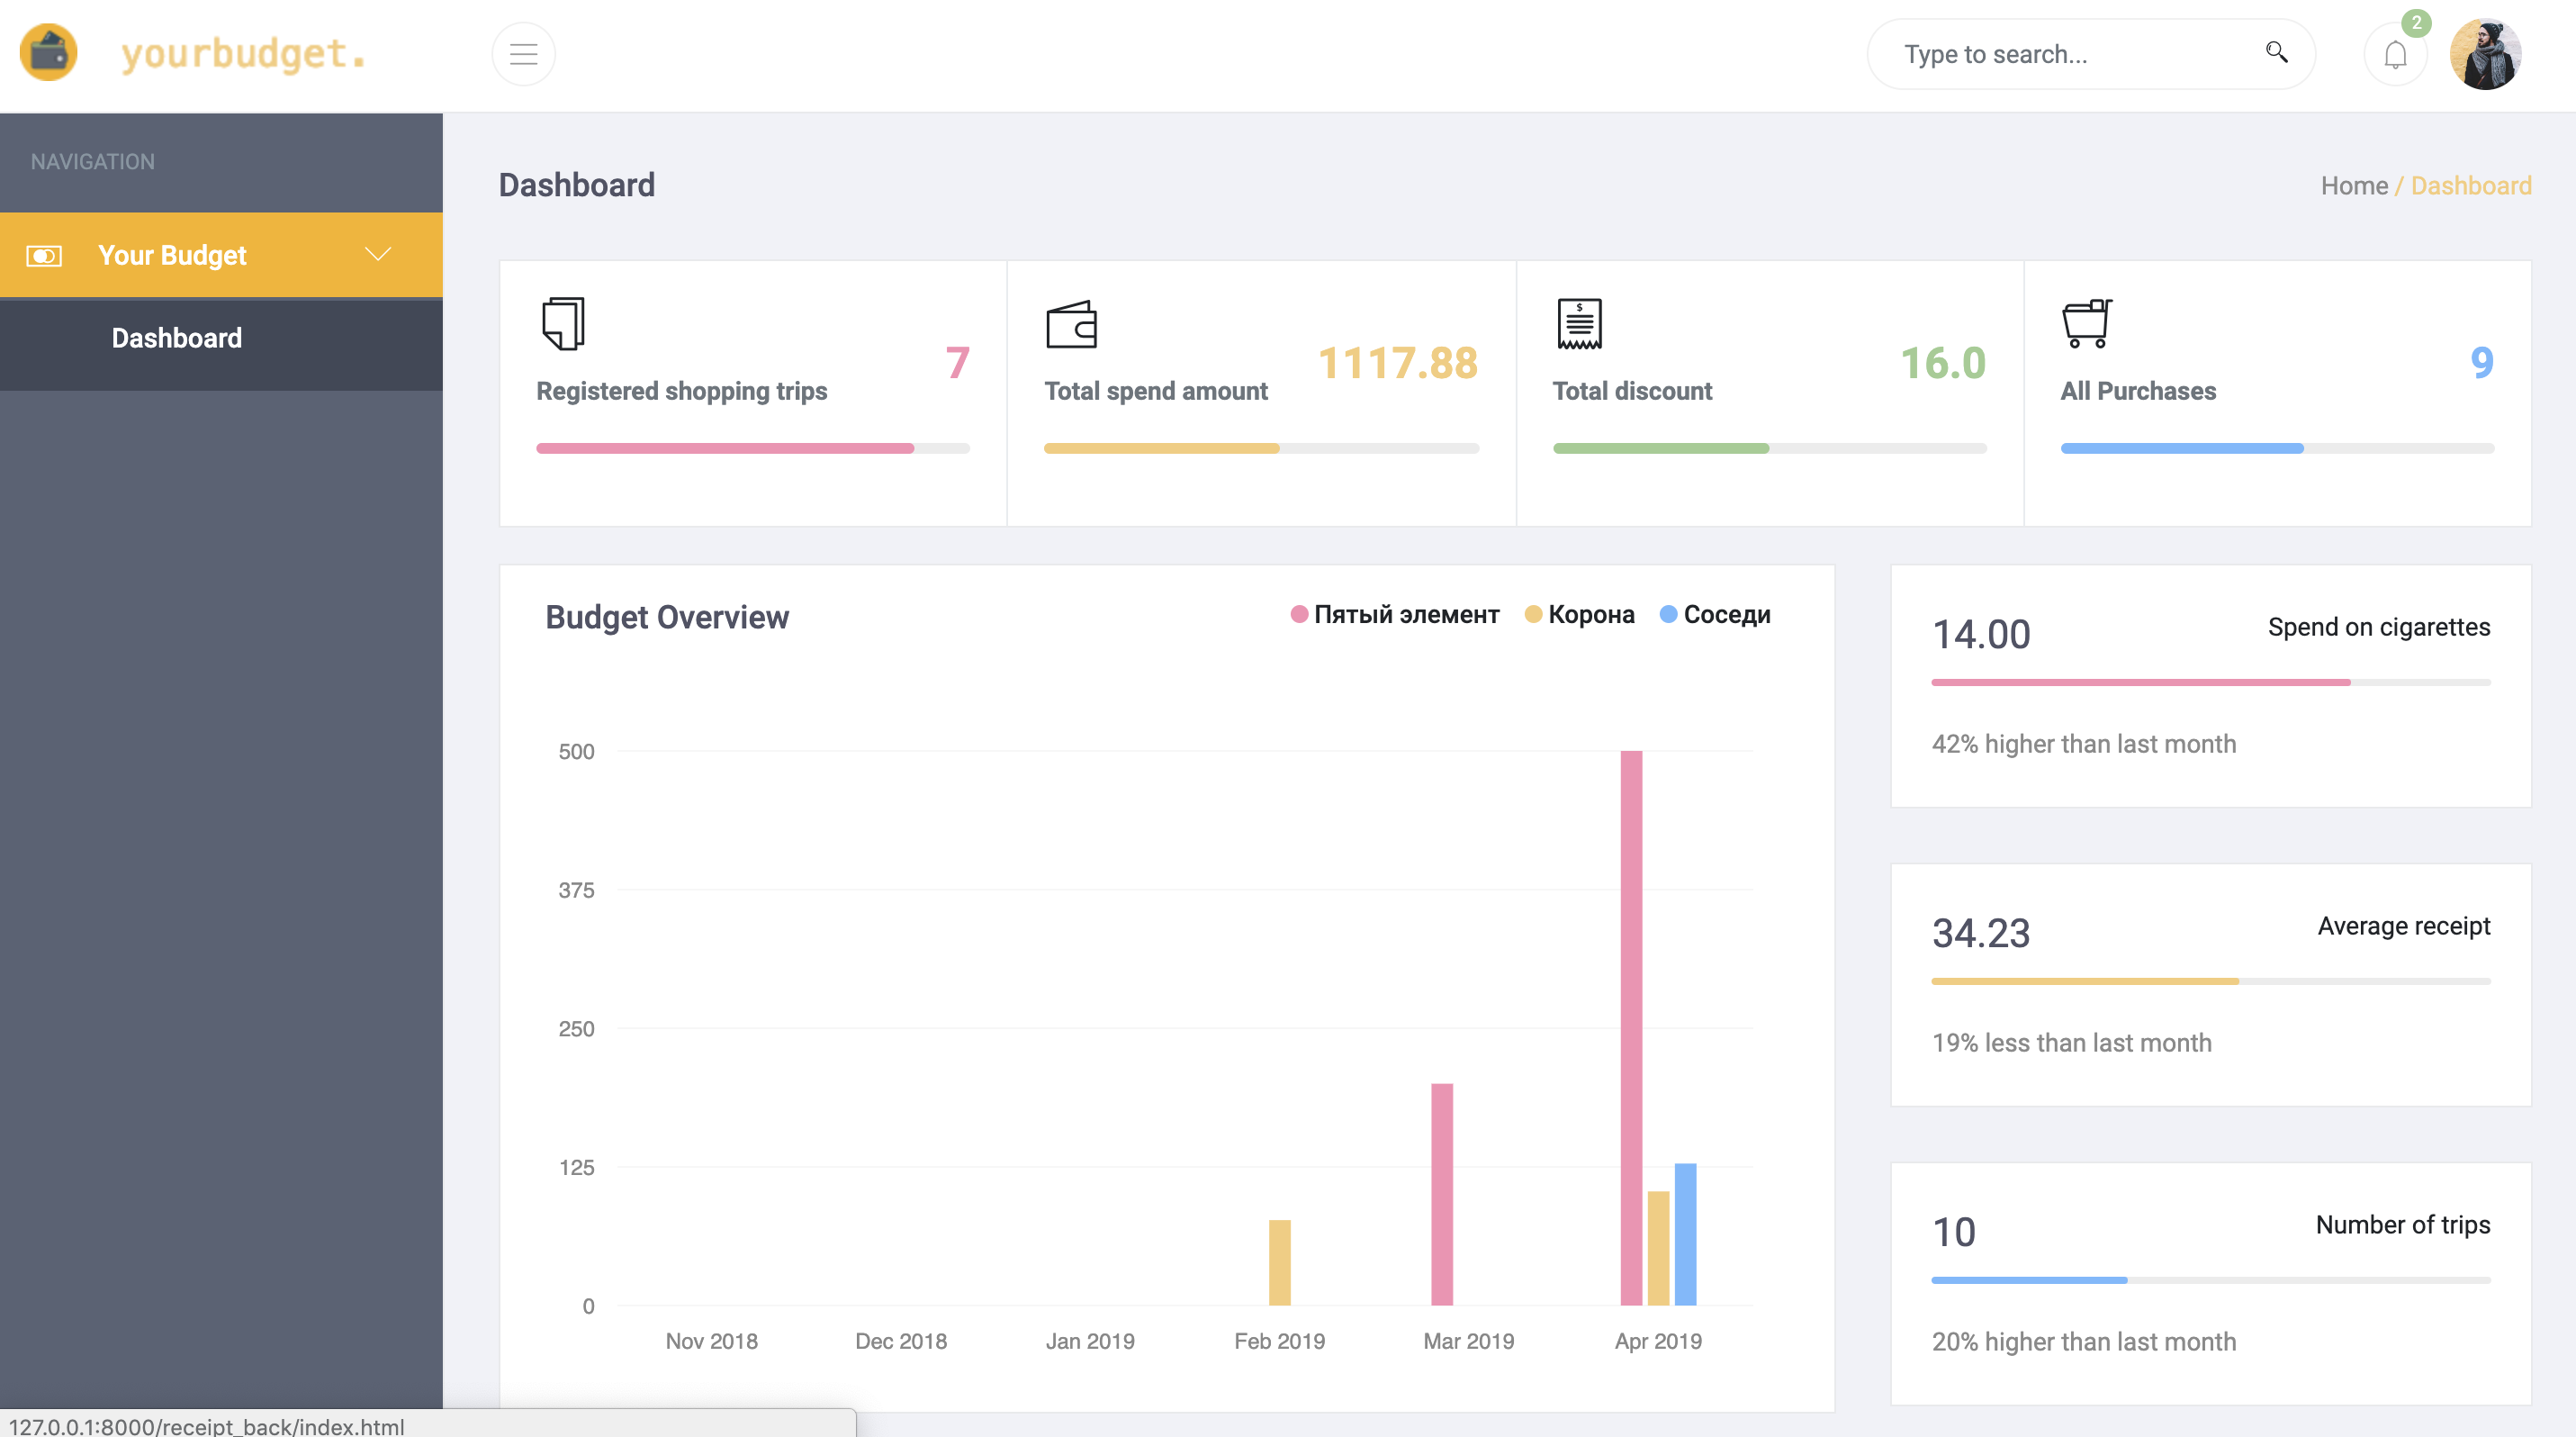 yourbudget.
Type to search...
2
NAVIGATION
Your Budget
Dashboard
Dashboard
Home / Dashboard
7
Registered shopping trips
1117.88
Total spend amount
$
16.0
Total discount
9
All Purchases
Budget Overview
Пятый элемент
Корона
Соседи
500
375
250
125
0
Nov 2018
Dec 2018
Jan 2019
Feb 2019
Mar 2019
Apr 2019
14.00
Spend on cigarettes
42% higher than last month
34.23
Average receipt
19% less than last month
10
Number of trips
20% higher than last month
127.0.0.1:8000/receipt_back/index.html